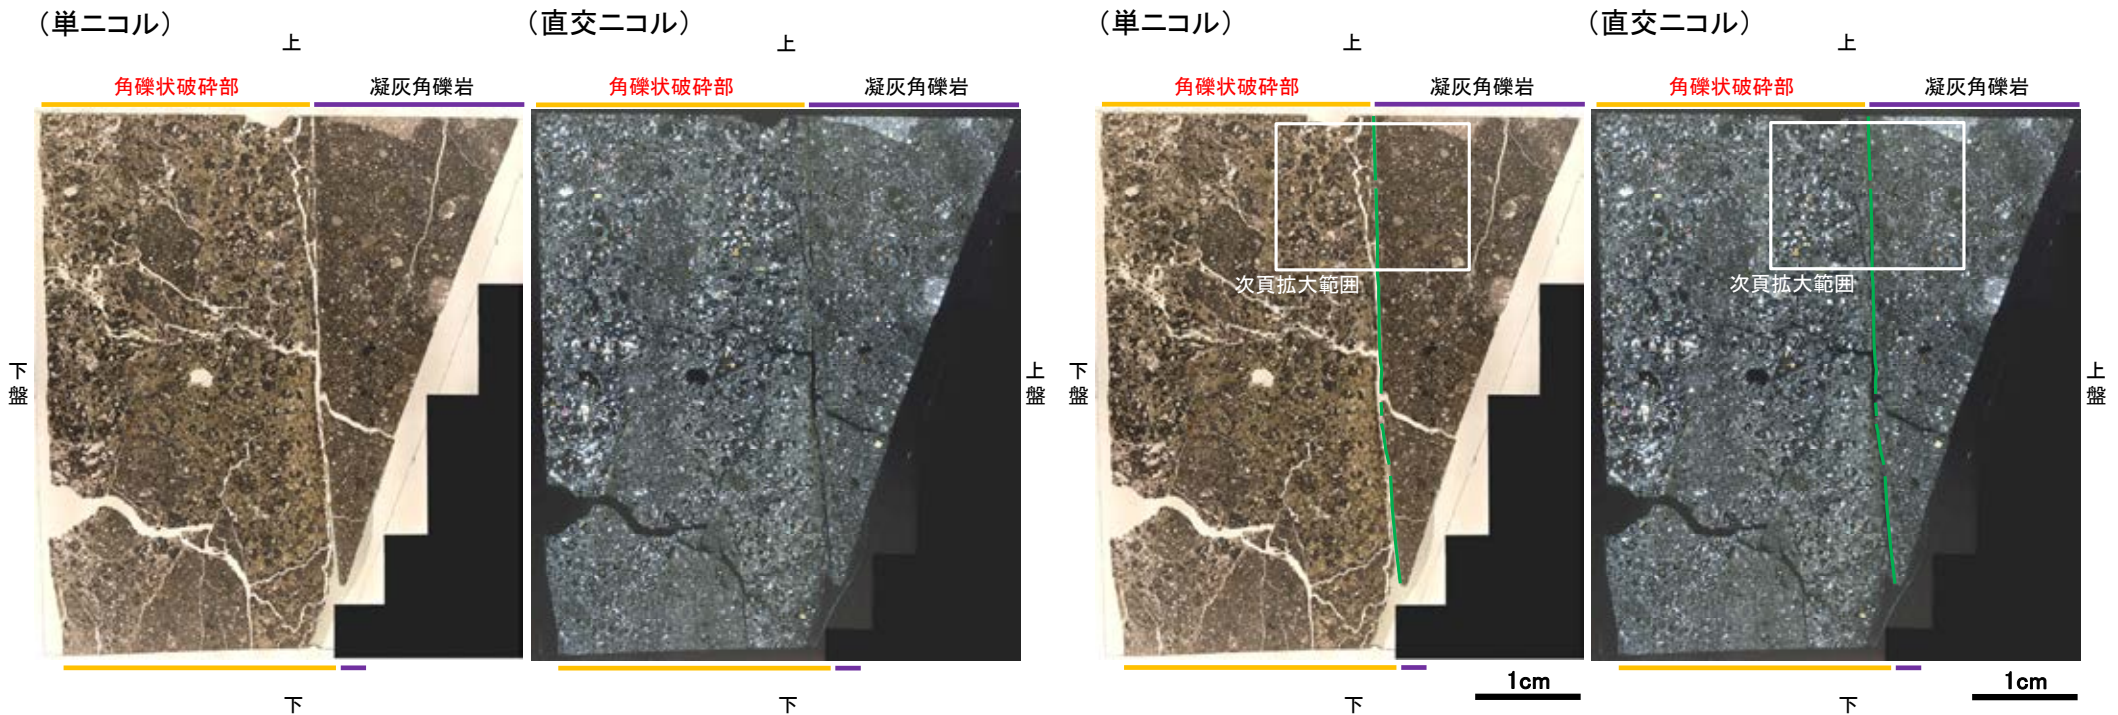 （単ニコル）
（直交ニコル）
（単ニコル）
（直交ニコル）
上
上
上
上
角礫状破砕部
凝灰角礫岩
角礫状破砕部
凝灰角礫岩
角礫状破砕部
凝灰角礫岩
角礫状破砕部
凝灰角礫岩
次頁拡大範囲
次頁拡大範囲
下盤
上盤
下盤
上盤
1cm
1cm
下
下
下
下